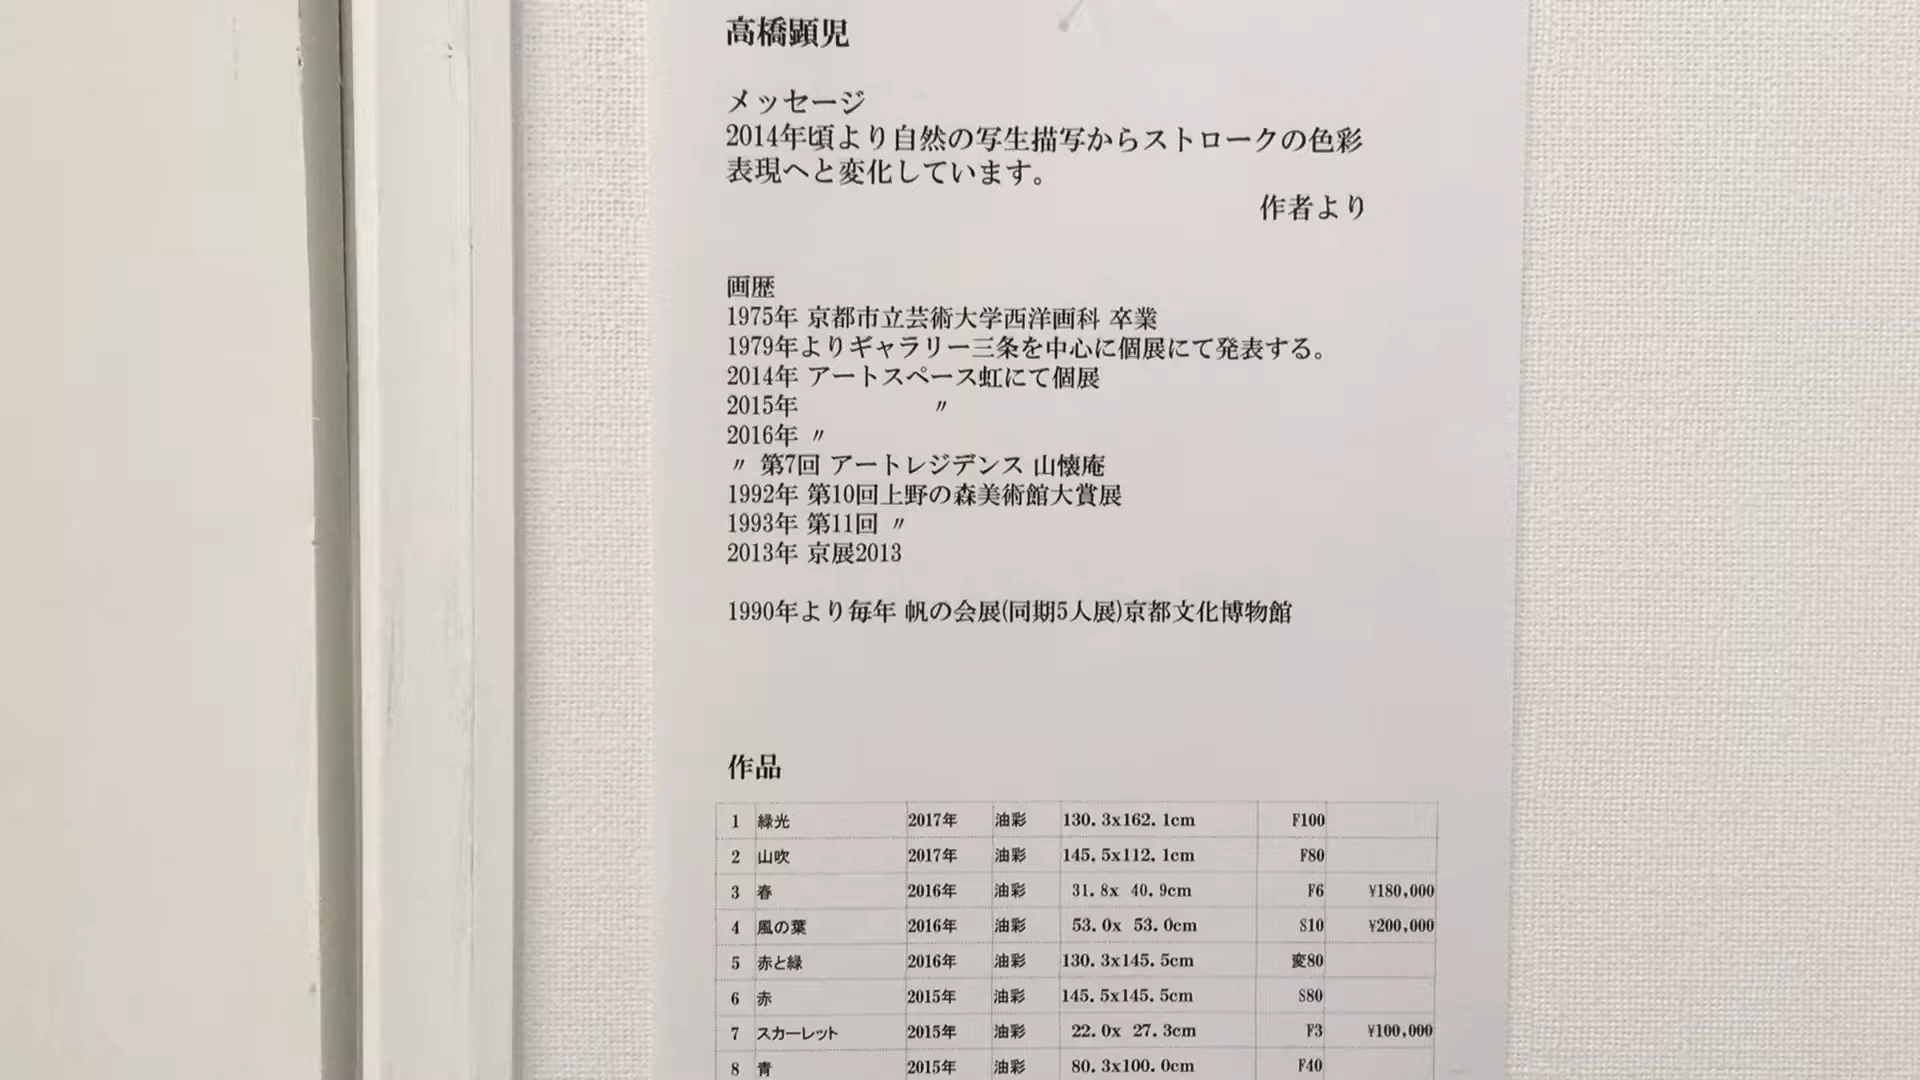 高橋顕児
メッセージ
2014年頃より自然の写生描写からストロークの色彩
表現へと変化しています。
作者より
画歴
1975年 京都市立芸術大学西洋画科 卒業
1979年よりギャラリー三条を中心に個展にて発表する。
2014年 アートスペース虹にて個展
2015年 〃
2016年 〃
〃 第7回 アートレジデンス 山懐庵
1992年 第10回上野の森美術館大賞展
1993年 第11回 〃
2013年 京展2013
1990年より毎年 帆の会展(同期5人展)京都文化博物館
作品
1 緑光 2017年 油彩 130.3x162.1cm F100
2 山吹 2017年 油彩 145.5x112.1cm F80
3 春 2016年 油彩 31.8x 40.9cm F6 ¥180,000
4 風の葉 2016年 油彩 53.0x 53.0cm S10 ¥200,000
5 赤と緑 2016年 油彩 130.3x145.5cm 変80
6 赤 2015年 油彩 145.5x145.5cm S80
7 スカーレット 2015年 油彩 22.0x 27.3cm F3 ¥100,000
8 青 2015年 油彩 80.3x100.0cm F40